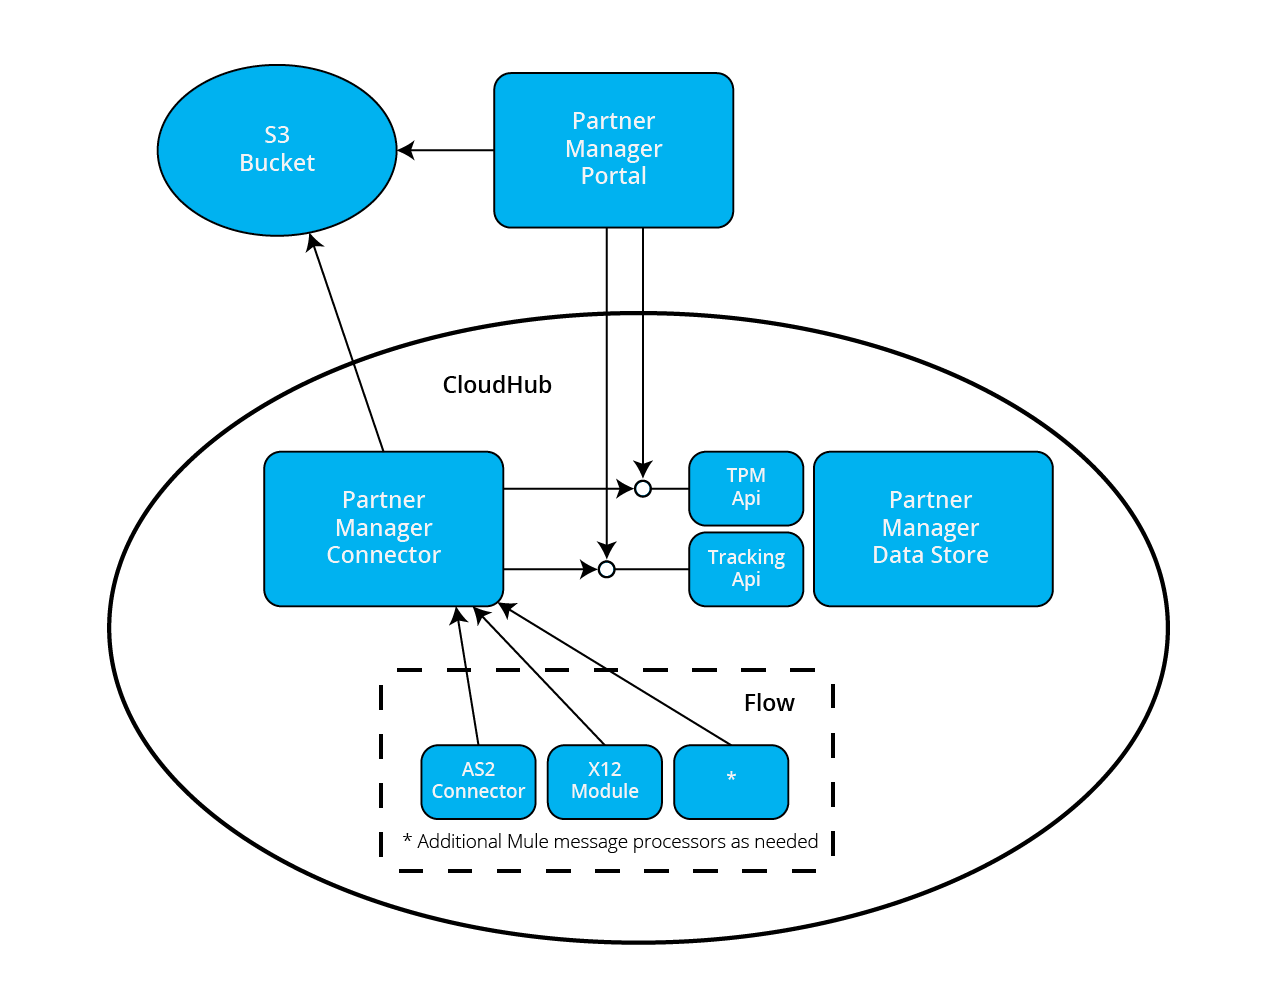 S3
Bucket
Partner
Manager
Portal
CloudHub
Partner
Manager
Connector
TPM
Api
Tracking
Api
Partner
Manager
Data Store
Flow
AS2
Connector
X12
Module
*
* Additional Mule message processors as needed